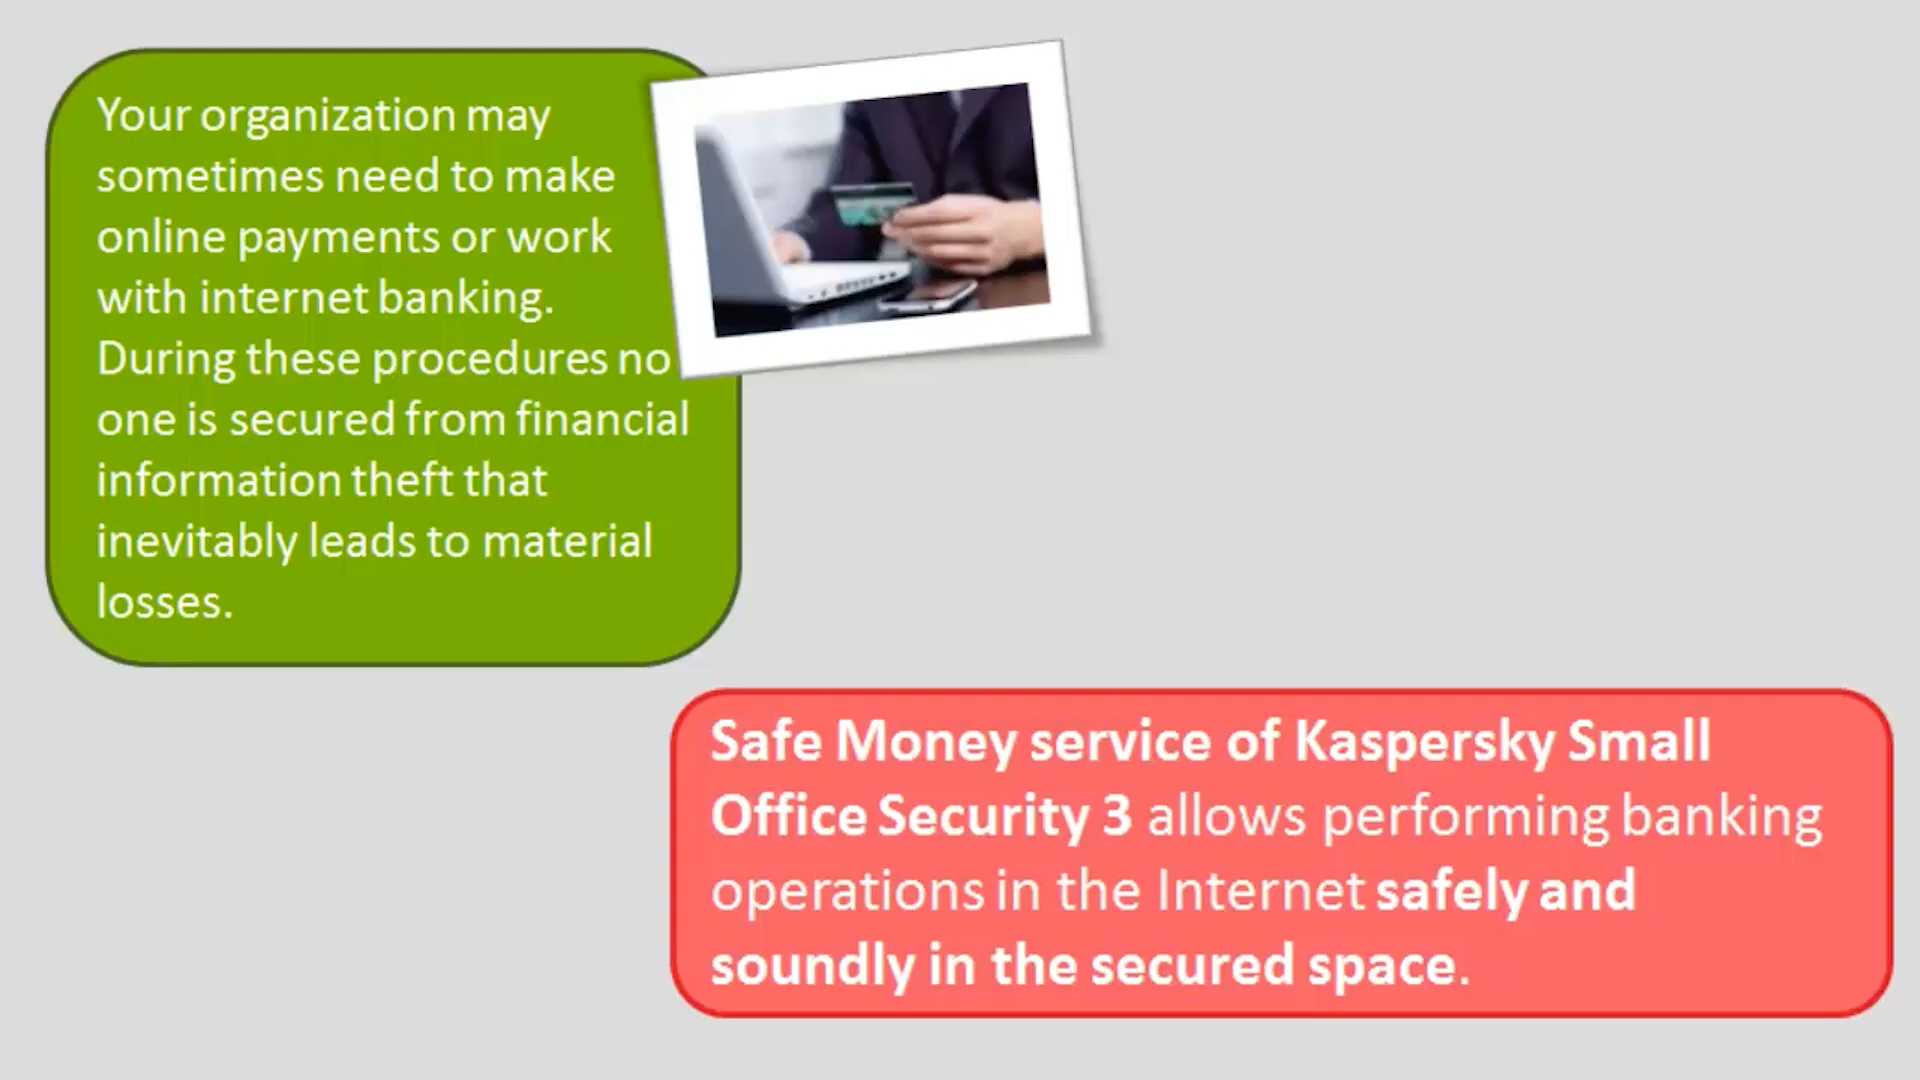 Your organization may
sometimes need to make
online payments or work
with internet banking.
During these procedures no
one is secured from financial
information theft that
inevitably leads to material
losses.
Safe Money service of Kaspersky Small
Office Security 3 allows performing banking
operations in the Internet safely and
soundly in the secured space.